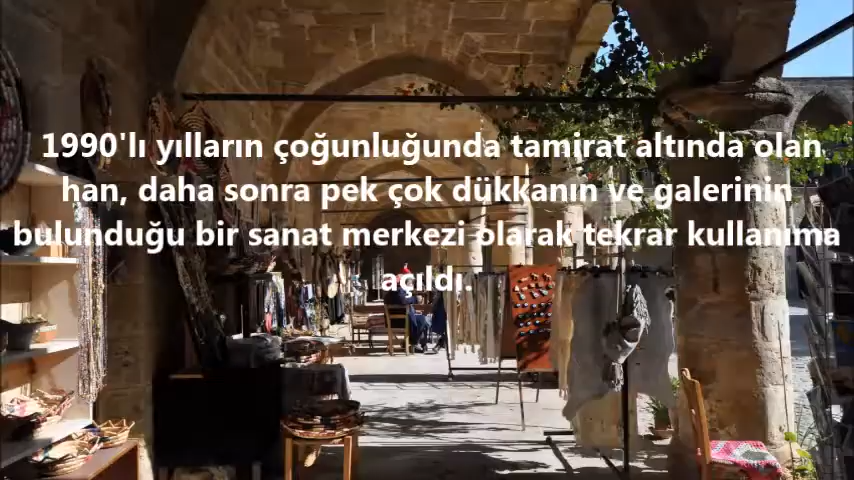 1990'lı yılların çoğunluğunda tamirat altında olan
han, daha sonra pek çok dükkanın ve galerinin
bulunduğu bir sanat merkezi olarak tekrar kullanıma
açıldı.